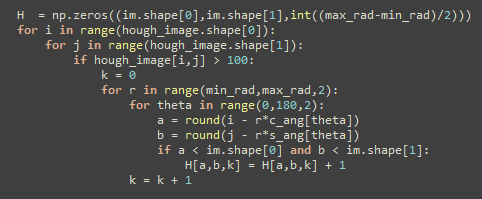 H  = np.zeros((im.shape[0],im.shape[1],int((max_rad-min_rad)/2)))
for i in range(hough_image.shape[0]):
    for j in range(hough_image.shape[1]):
        if hough_image[i,j] > 100:
            k = 0
            for r in range(min_rad,max_rad,2):
                for theta in range(0,180,2):
                    a = round(i - r*c_ang[theta])
                    b = round(j - r*s_ang[theta])
                    if a < im.shape[0] and b < im.shape[1]:
                        H[a,b,k] = H[a,b,k] + 1
                k = k + 1